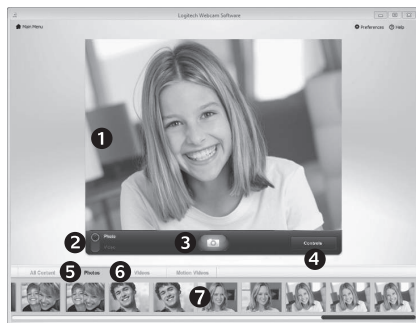 Logitech Webcam Software
Main Menu
Preferences
Help
1
2
Photo
Video
3
Controls
4
All Content
5
Photos
6
Videos
Motion Videos
7